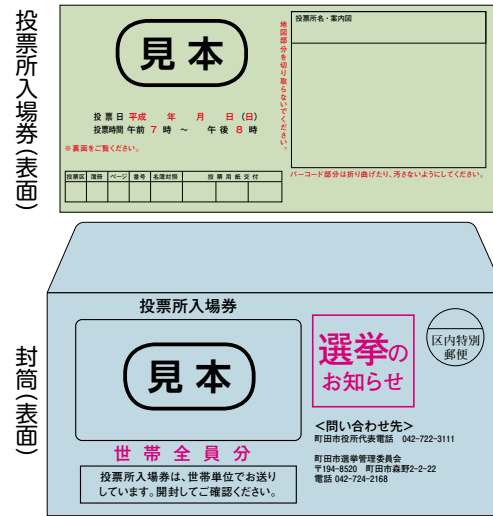 投票所入場券(表面)
見本
投票日 平成 年 月 日 (日)
投票時間 午前 7 時 ~ 午後 8 時
※裏面をご覧ください。
投票区 簿冊 ページ 番号 名簿対照 投票用紙交付
地図部分を切り取らないでください。
投票所名・案内図
バーコード部分は折り曲げたり、汚さないようにしてください。
封筒(表面)
投票所入場券
見本
世帯全員分
投票所入場券は、世帯単位でお送り
しています。開封してご確認ください。
選挙の
お知らせ
区内特別
郵便
<問い合わせ先>
町田市役所代表電話 042-722-3111
町田市選挙管理委員会
〒194-8520 町田市森野2-2-22
電話 042-724-2168